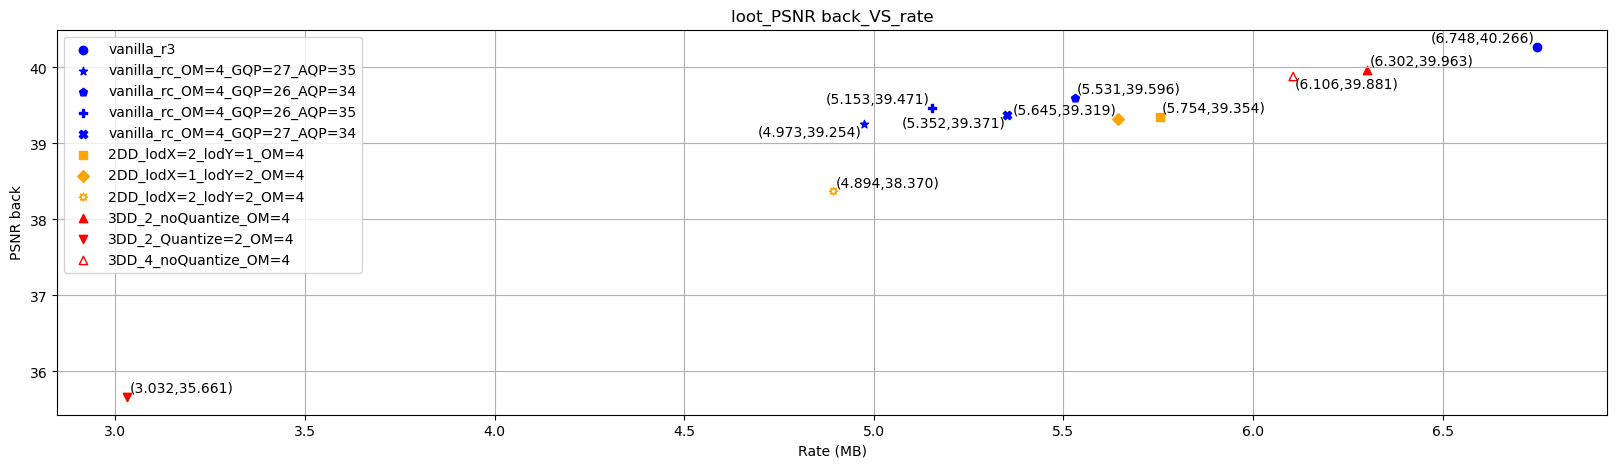 loot_PSNR back_VS_rate
vanilla_r3
vanilla_rc_OM=4_GQP=27_AQP=35
vanilla_rc_OM=4_GQP=26_AQP=34
vanilla_rc_OM=4_GQP=26_AQP=35
vanilla_rc_OM=4_GQP=27_AQP=34
2DD_lodX=2_lodY=1_OM=4
2DD_lodX=1_lodY=2_OM=4
2DD_lodX=2_lodY=2_OM=4
3DD_2_noQuantize_OM=4
3DD_2_Quantize=2_OM=4
3DD_4_noQuantize_OM=4
(6.748,40.266)
(6.302,39.963)
(6.106,39.881)
(5.531,39.596)
(5.153,39.471)
(5.645,39.319)
(5.754,39.354)
(5.352,39.371)
(4.973,39.254)
(4.894,38.370)
(3.032,35.661)
40
39
38
37
36
PSNR back
3.0
3.5
4.0
4.5
5.0
5.5
6.0
6.5
Rate (MB)